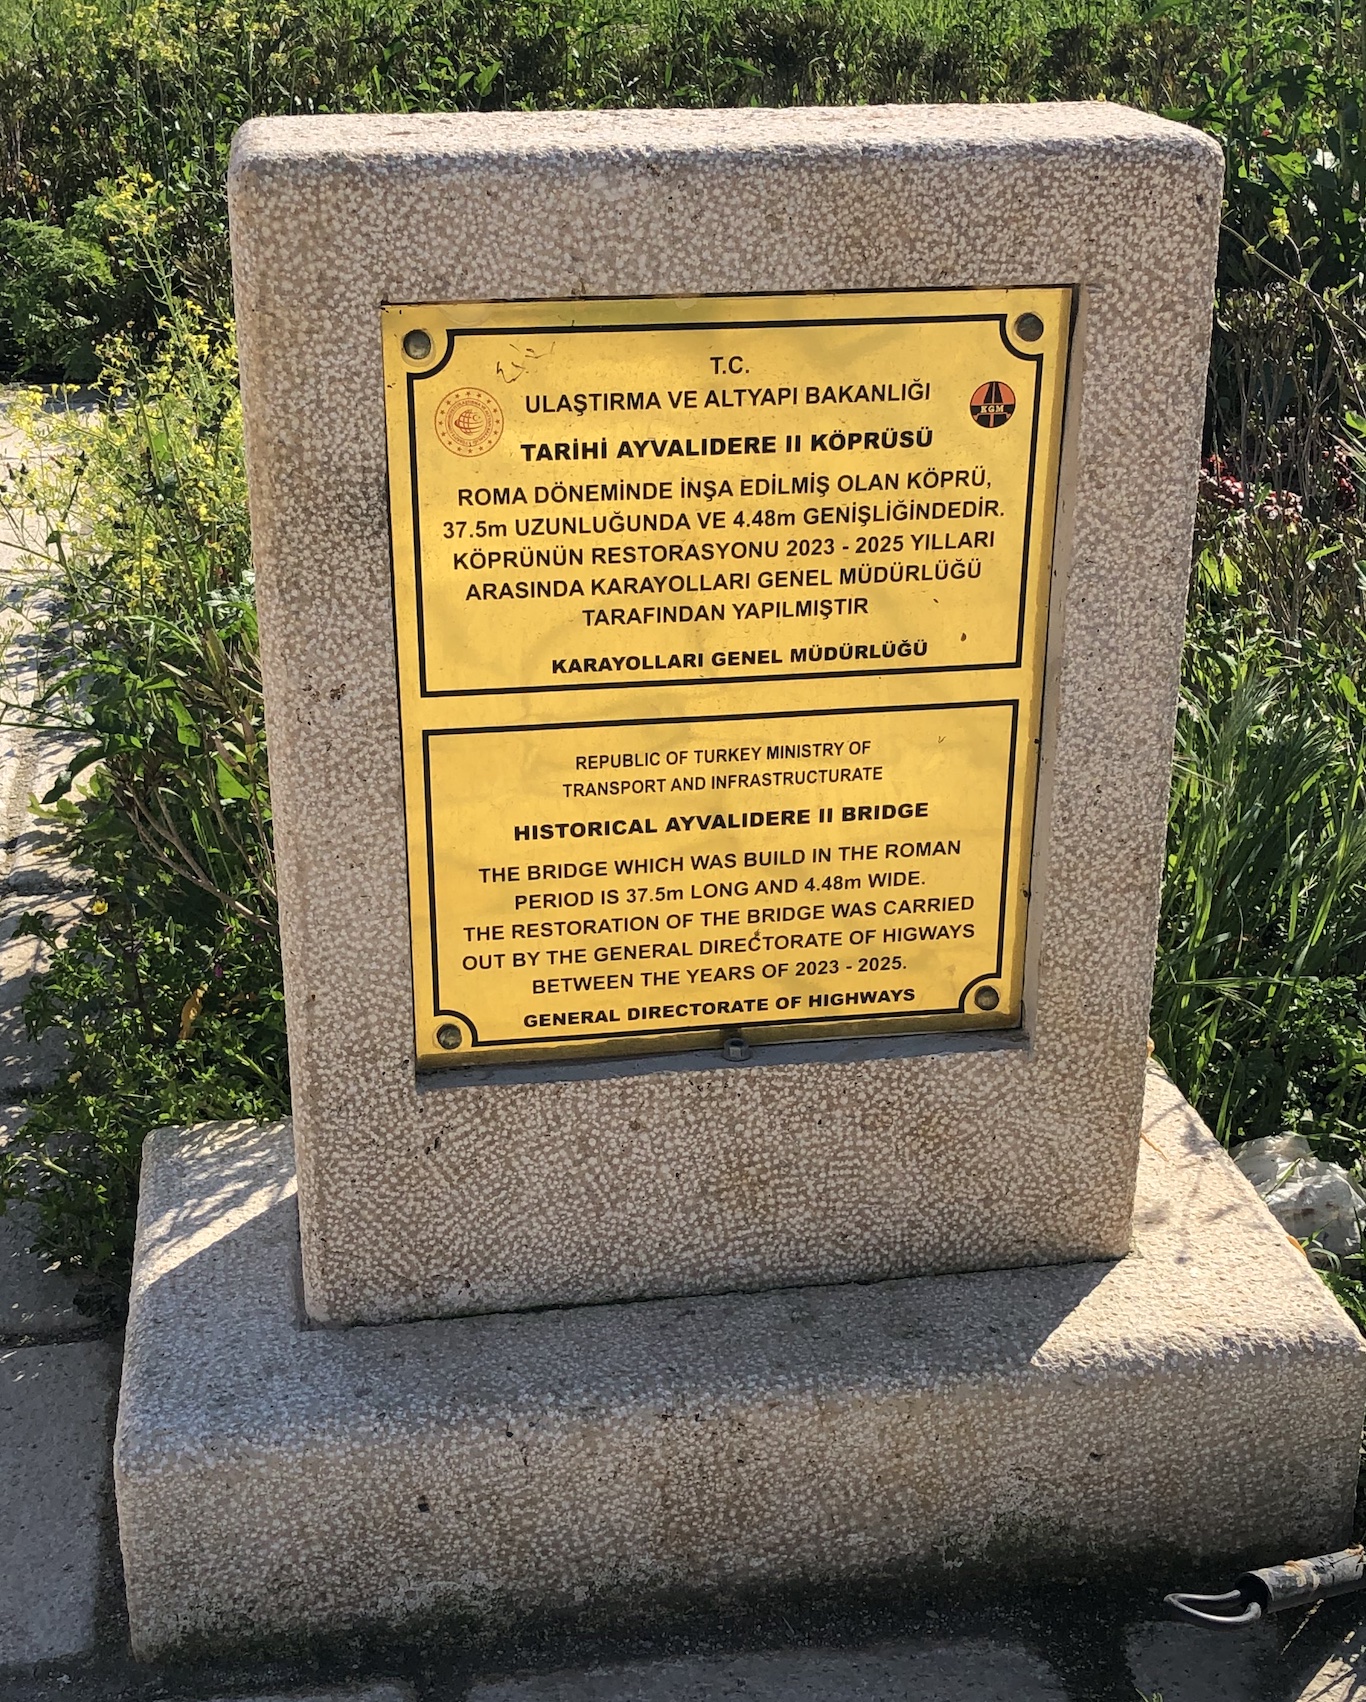 T.C.
ULAŞTIRMA VE ALTYAPI BAKANLIĞI
KGM
TARİHİ AYVALIDERE II KÖPRÜSÜ
ROMA DÖNEMİNDE İNŞA EDİLMİŞ OLAN KÖPRÜ,
37.5m UZUNLUĞUNDA VE 4.48m GENİŞLİĞİNDEDİR.
KÖPRÜNÜN RESTORASYONU 2023 - 2025 YILLARI
ARASINDA KARAYOLLARI GENEL MÜDÜRLÜĞÜ
TARAFINDAN YAPILMIŞTIR
KARAYOLLARI GENEL MÜDÜRLÜĞÜ
REPUBLIC OF TURKEY MINISTRY OF
TRANSPORT AND INFRASTRUCTURATE
HISTORICAL AYVALIDERE II BRIDGE
THE BRIDGE WHICH WAS BUILD IN THE ROMAN
PERIOD IS 37.5m LONG AND 4.48m WIDE.
THE RESTORATION OF THE BRIDGE WAS CARRIED
OUT BY THE GENERAL DIRECTORATE OF HIGWAYS
BETWEEN THE YEARS OF 2023 - 2025.
GENERAL DIRECTORATE OF HIGHWAYS